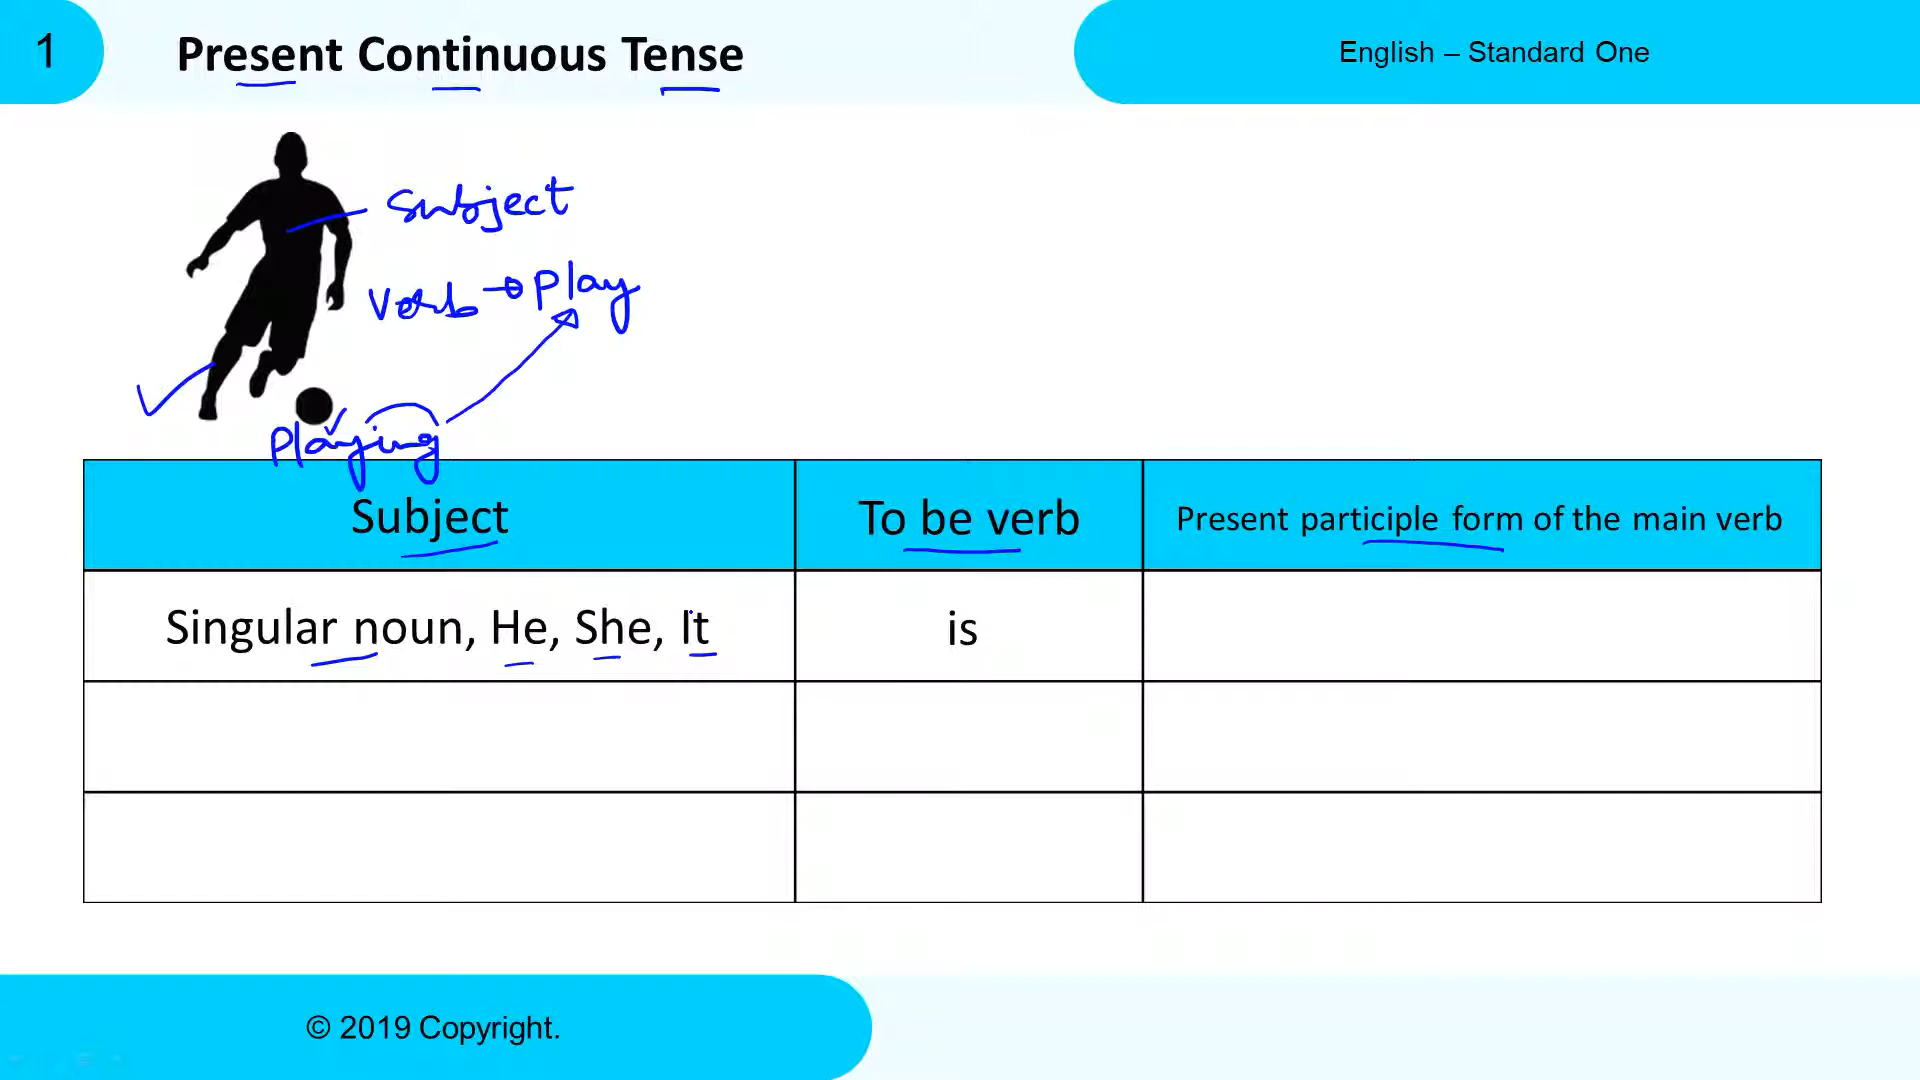 1
Present Continuous Tense
English – Standard One
Subject
Verb → Play
Playing
Subject To be verb Present participle form of the main verb
Singular noun, He, She, It is
© 2019 Copyright.